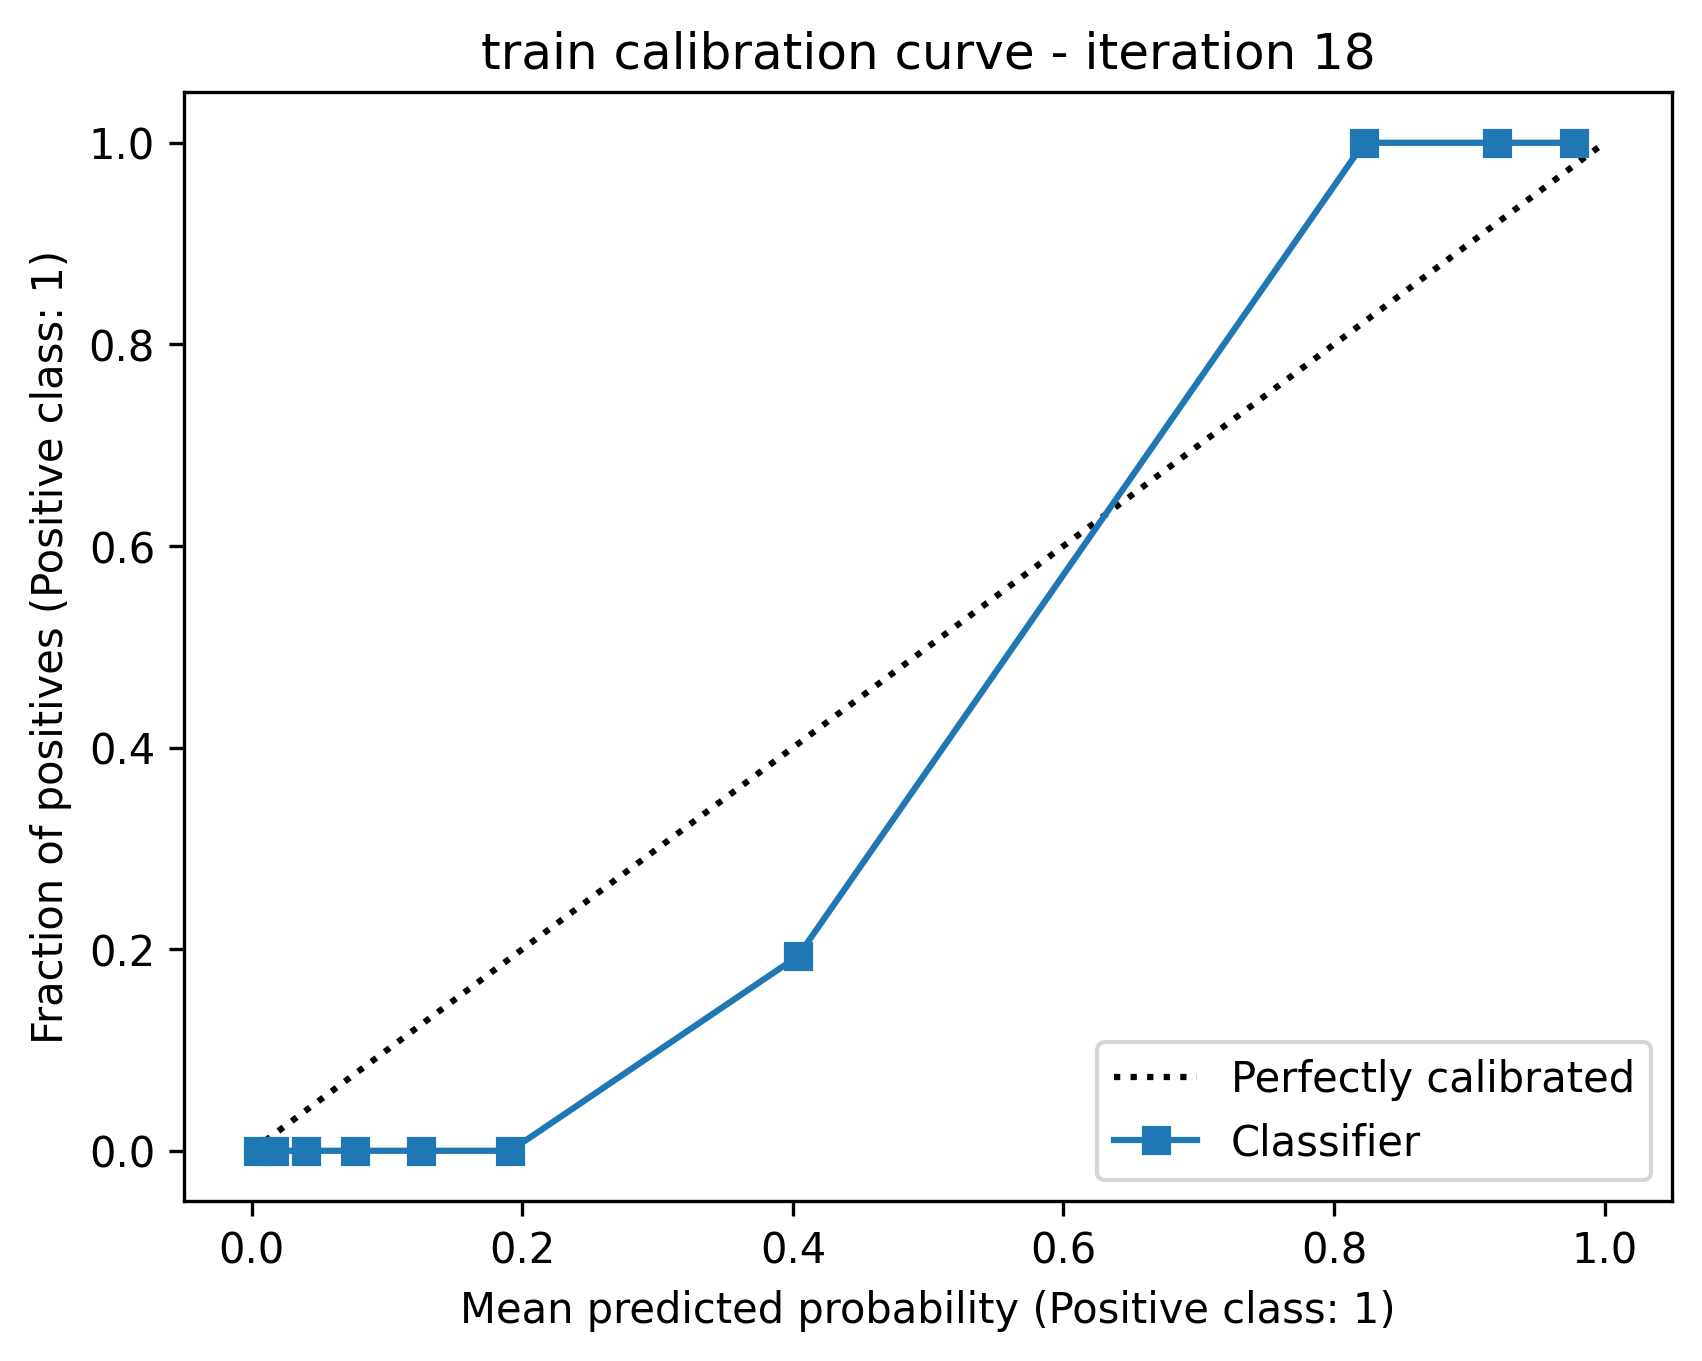 train calibration curve - iteration 18
Fraction of positives (Positive class: 1)
1.0
0.8
0.6
0.4
0.2
0.0
Perfectly calibrated
Classifier
0.0 0.2 0.4 0.6 0.8 1.0
Mean predicted probability (Positive class: 1)